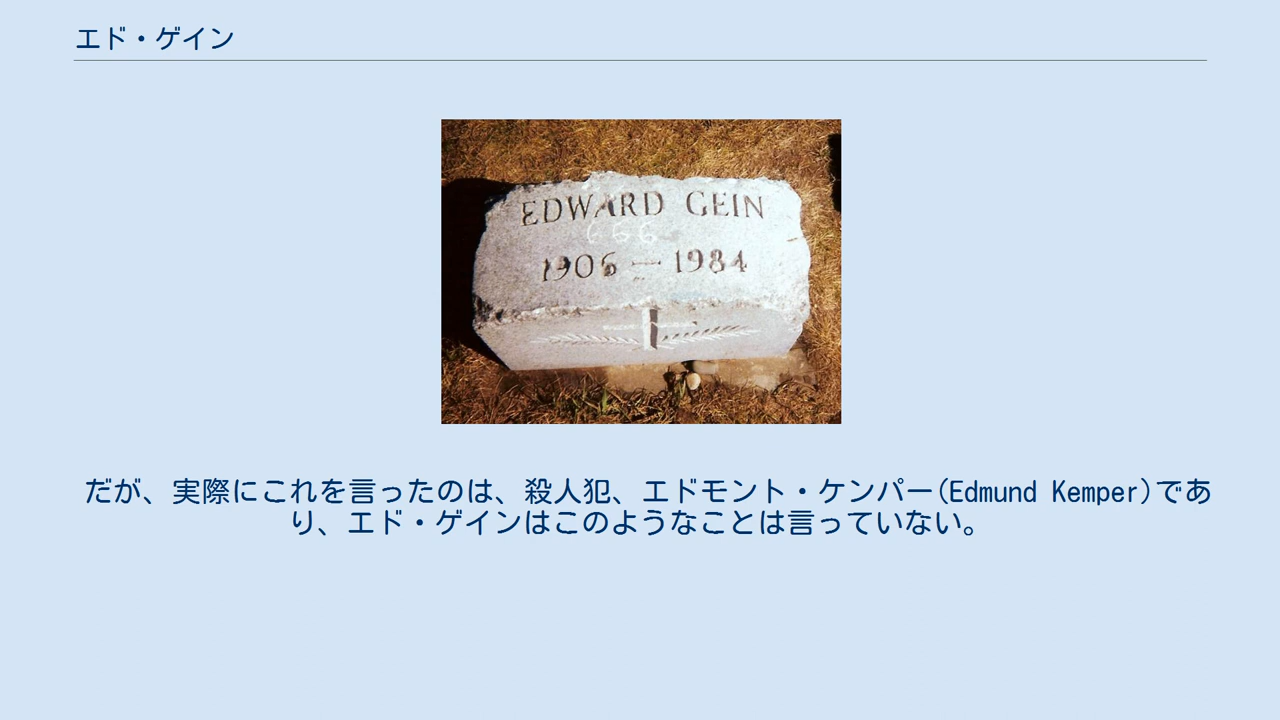 エド・ゲイン
EDWARD GEIN
666
1906 — 1984
だが、実際にこれを言ったのは、殺人犯、エドモント・ケンパー(Edmund Kemper)であ
り、エド・ゲインはこのようなことは言っていない。